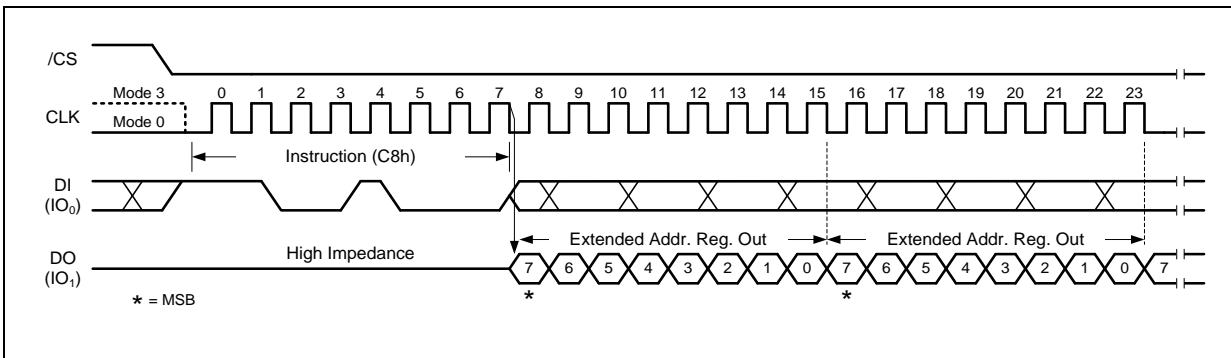 /CS
Mode 3
0 1 2 3 4 5 6 7 8 9 10 11 12 13 14 15 16 17 18 19 20 21 22 23
CLK
Mode 0
Instruction (C8h)
DI
(IO₀)
Extended Addr. Reg. Out Extended Addr. Reg. Out
High Impedance
DO
(IO₁)
7 6 5 4 3 2 1 0 7 6 5 4 3 2 1 0 7
* *
* = MSB